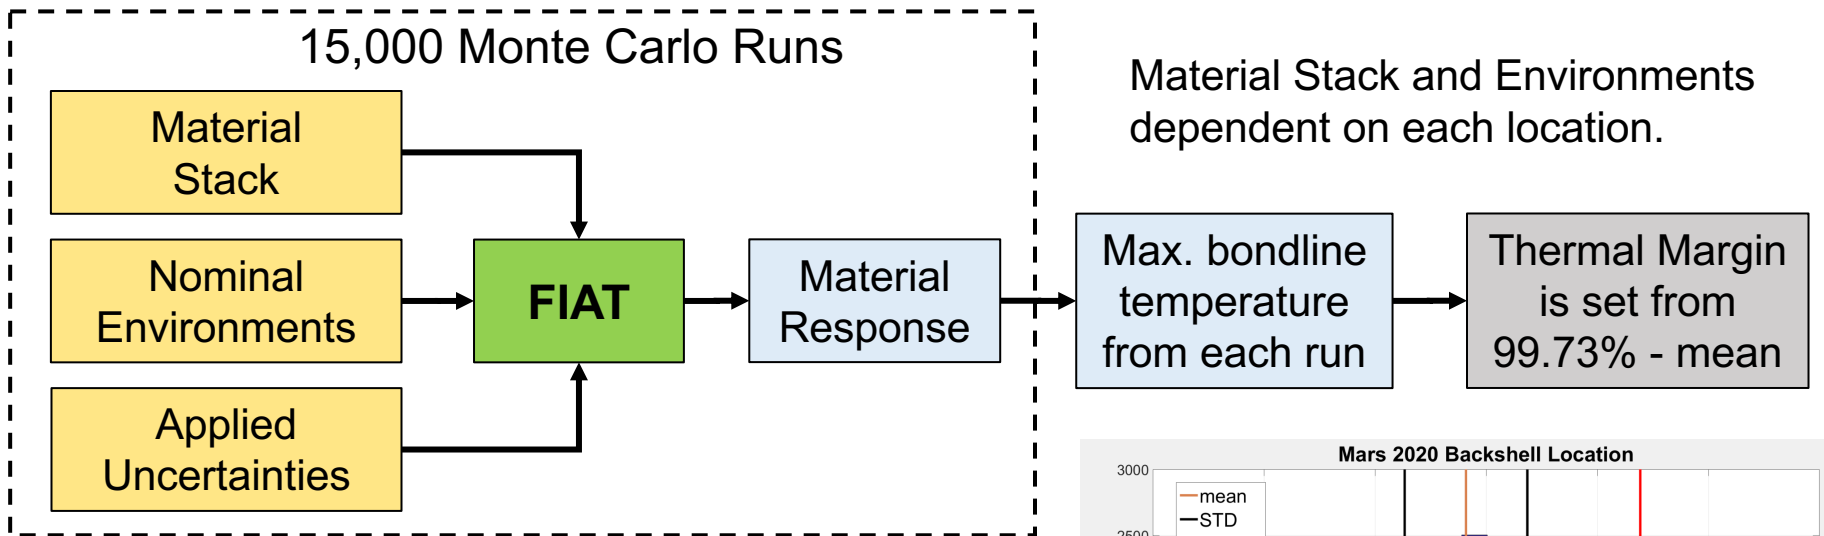 15,000 Monte Carlo Runs
Material
Stack
Nominal
Environments
Applied
Uncertainties
FIAT
Material
Response
Material Stack and Environments
dependent on each location.
Max. bondline
temperature
from each run
Thermal Margin
is set from
99.73% - mean
Mars 2020 Backshell Location
3000
mean
STD
2500